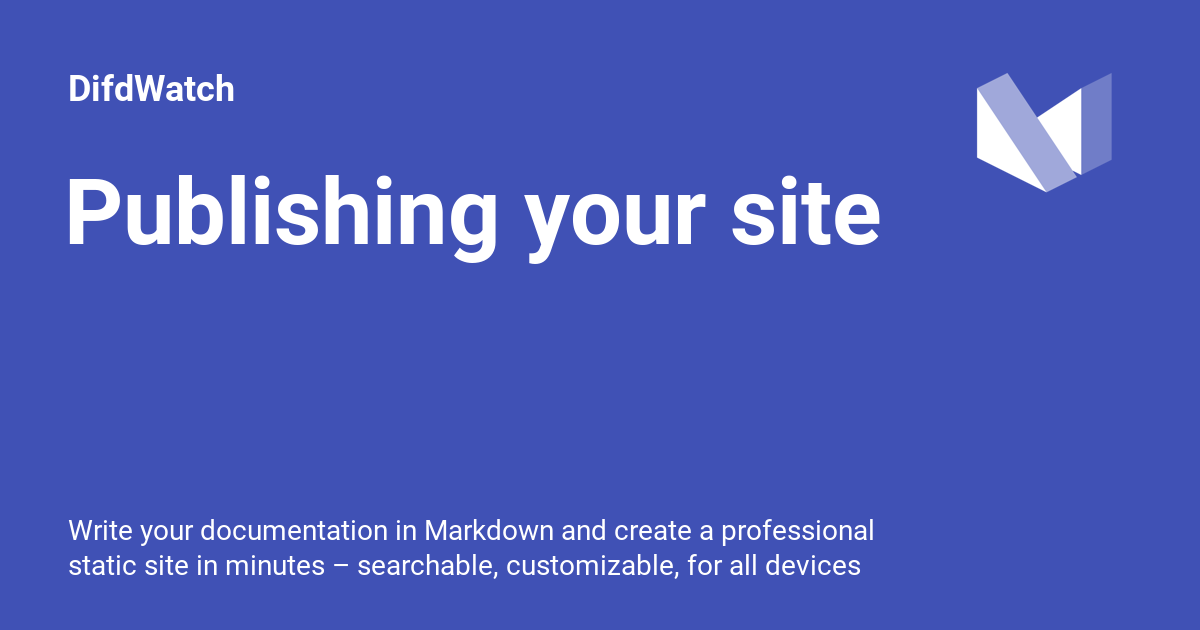 DifdWatch
Publishing your site
Write your documentation in Markdown and create a professional
static site in minutes – searchable, customizable, for all devices